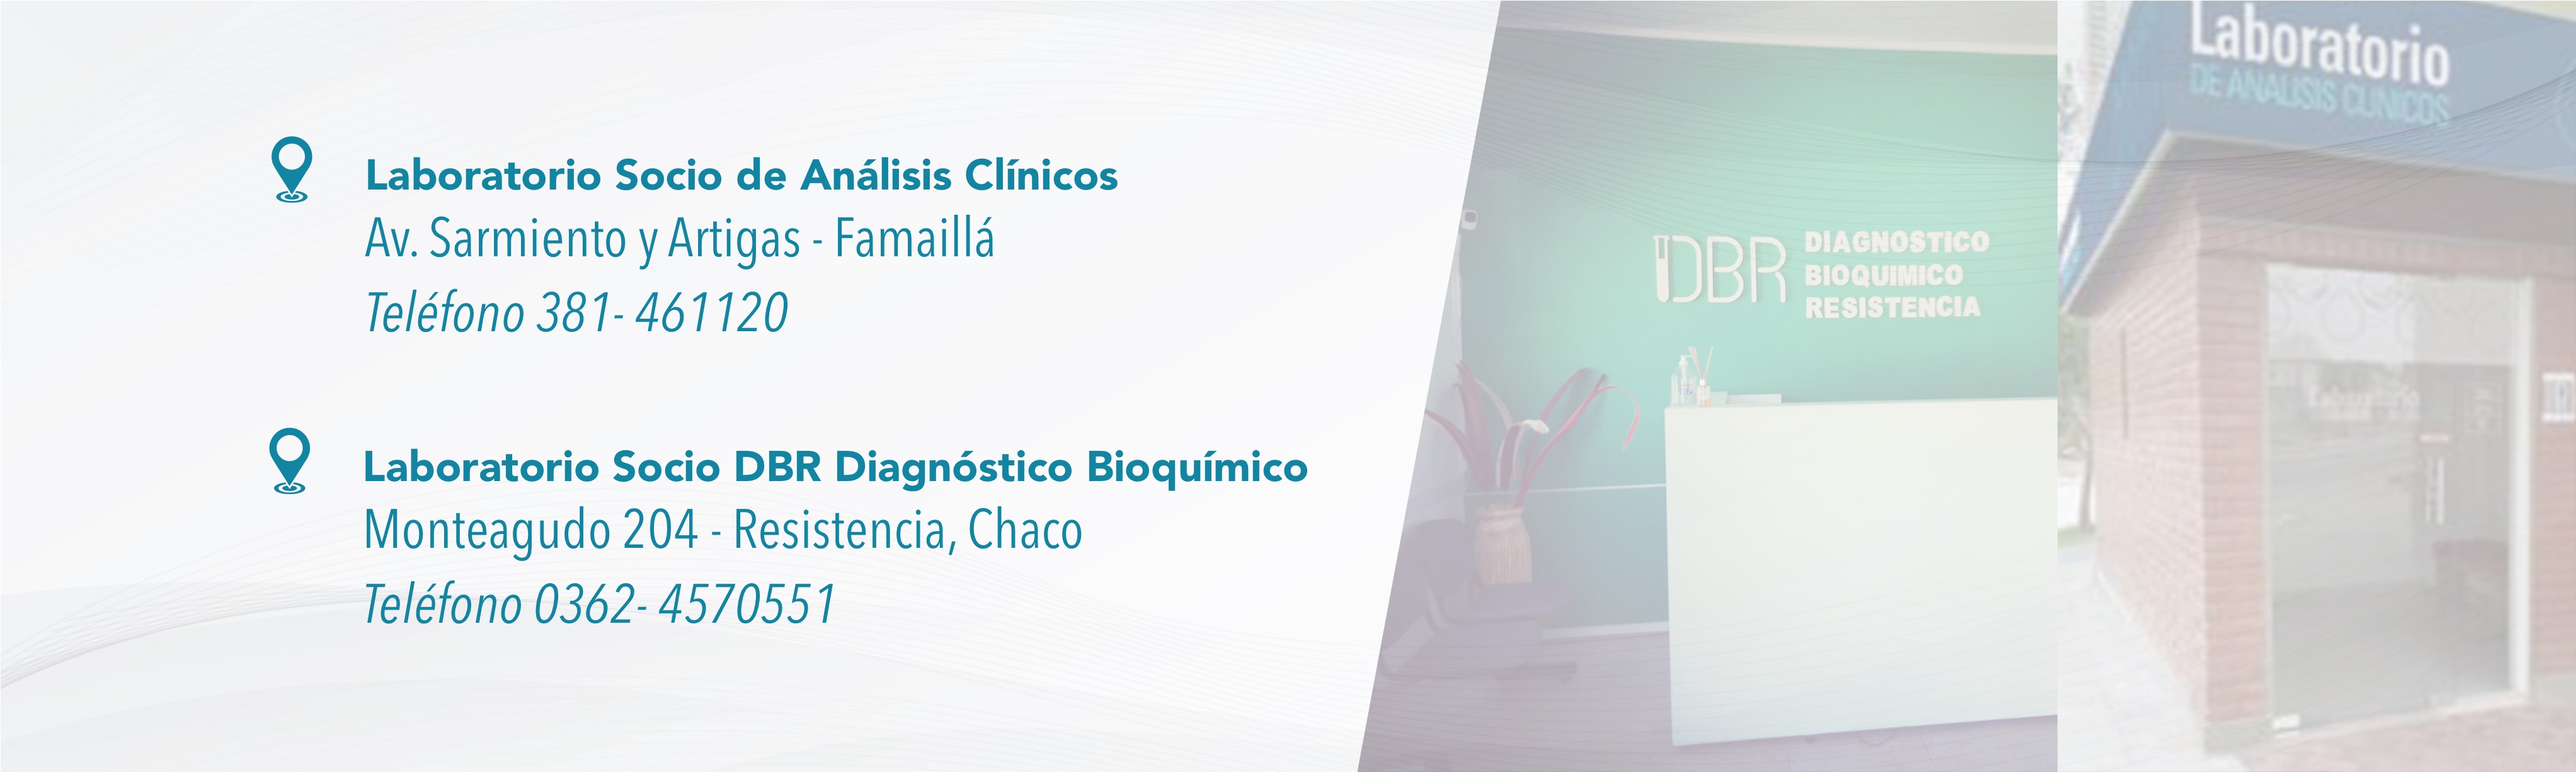 Laboratorio Socio de Análisis Clínicos
Av. Sarmiento y Artigas - Famaillá
Teléfono 381- 461120
Laboratorio Socio DBR Diagnóstico Bioquímico
Monteagudo 204 - Resistencia, Chaco
Teléfono 0362- 4570551
DBR
DIAGNOSTICO
BIOQUIMICO
RESISTENCIA
Laboratorio
DE ANALISIS CLINICOS